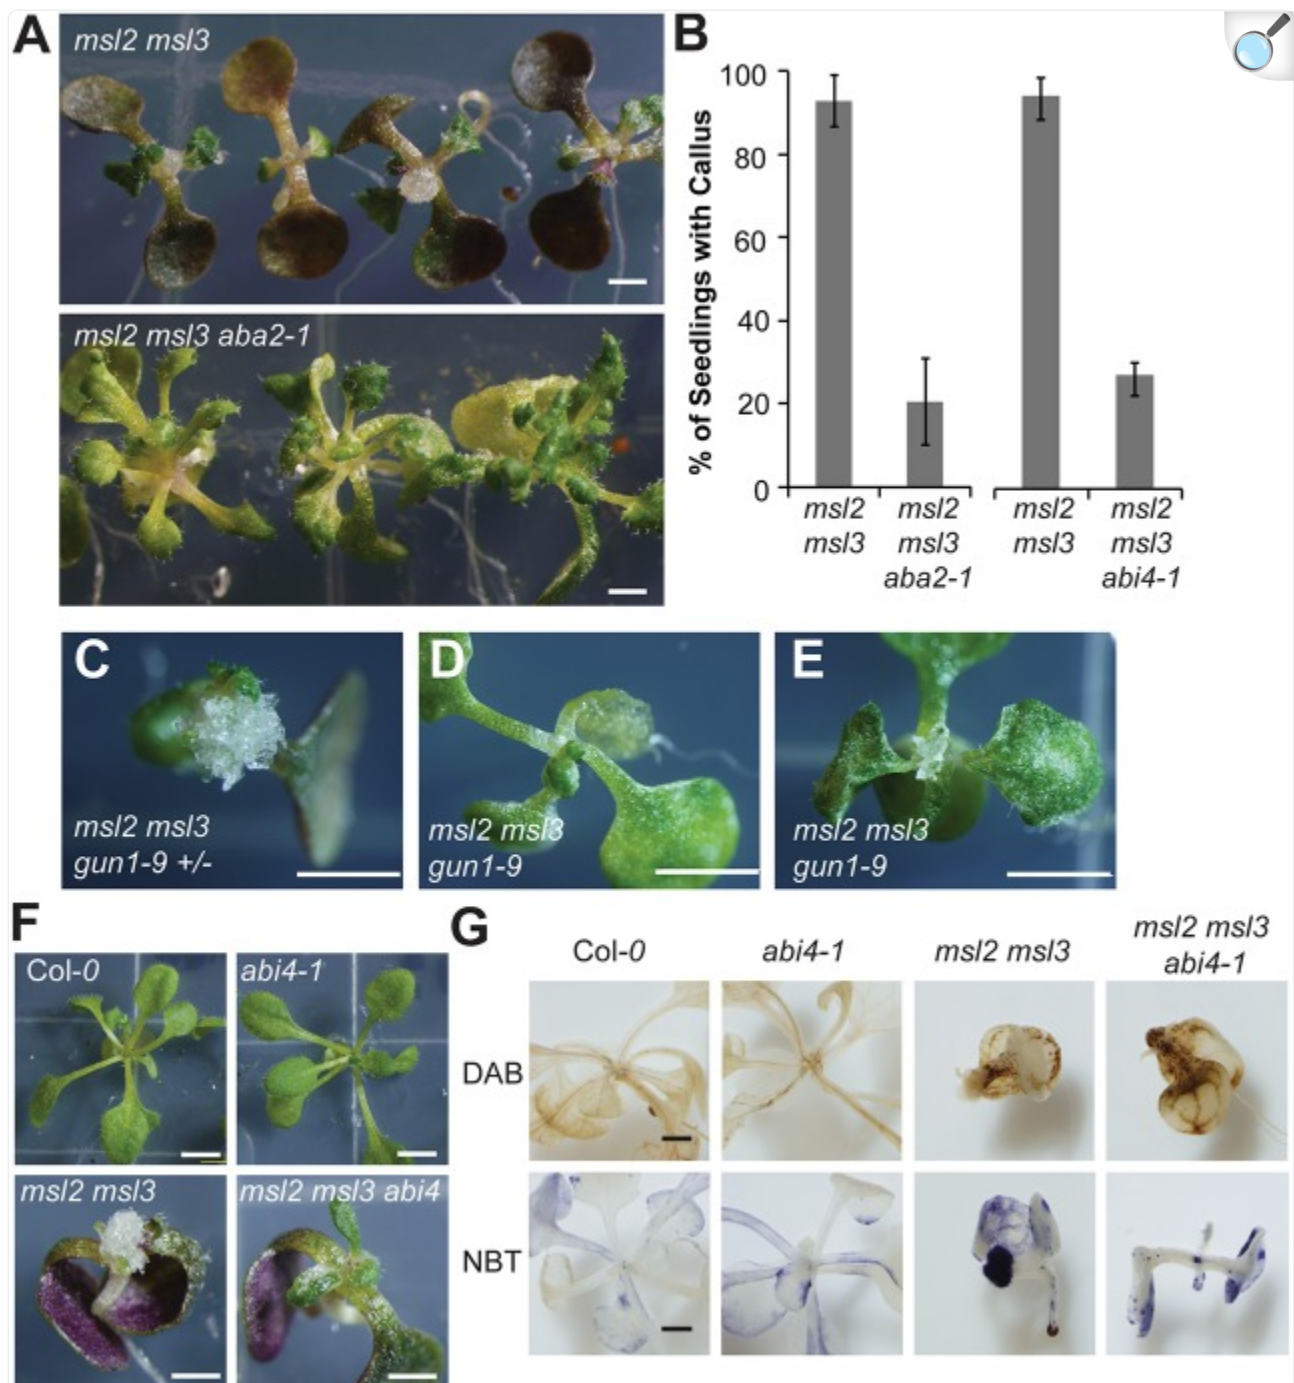 A
msl2 msl3
msl2 msl3 aba2-1
B
% of Seedlings with Callus
100
80
60
40
20
0
msl2
msl3
msl2
msl3
aba2-1
msl2
msl3
msl2
msl3
abi4-1
C
msl2 msl3
gun1-9 +/-
D
msl2 msl3
gun1-9
E
msl2 msl3
gun1-9
F
Col-0
abi4-1
msl2 msl3
msl2 msl3 abi4
G
Col-0
abi4-1
msl2 msl3
msl2 msl3
abi4-1
DAB
NBT